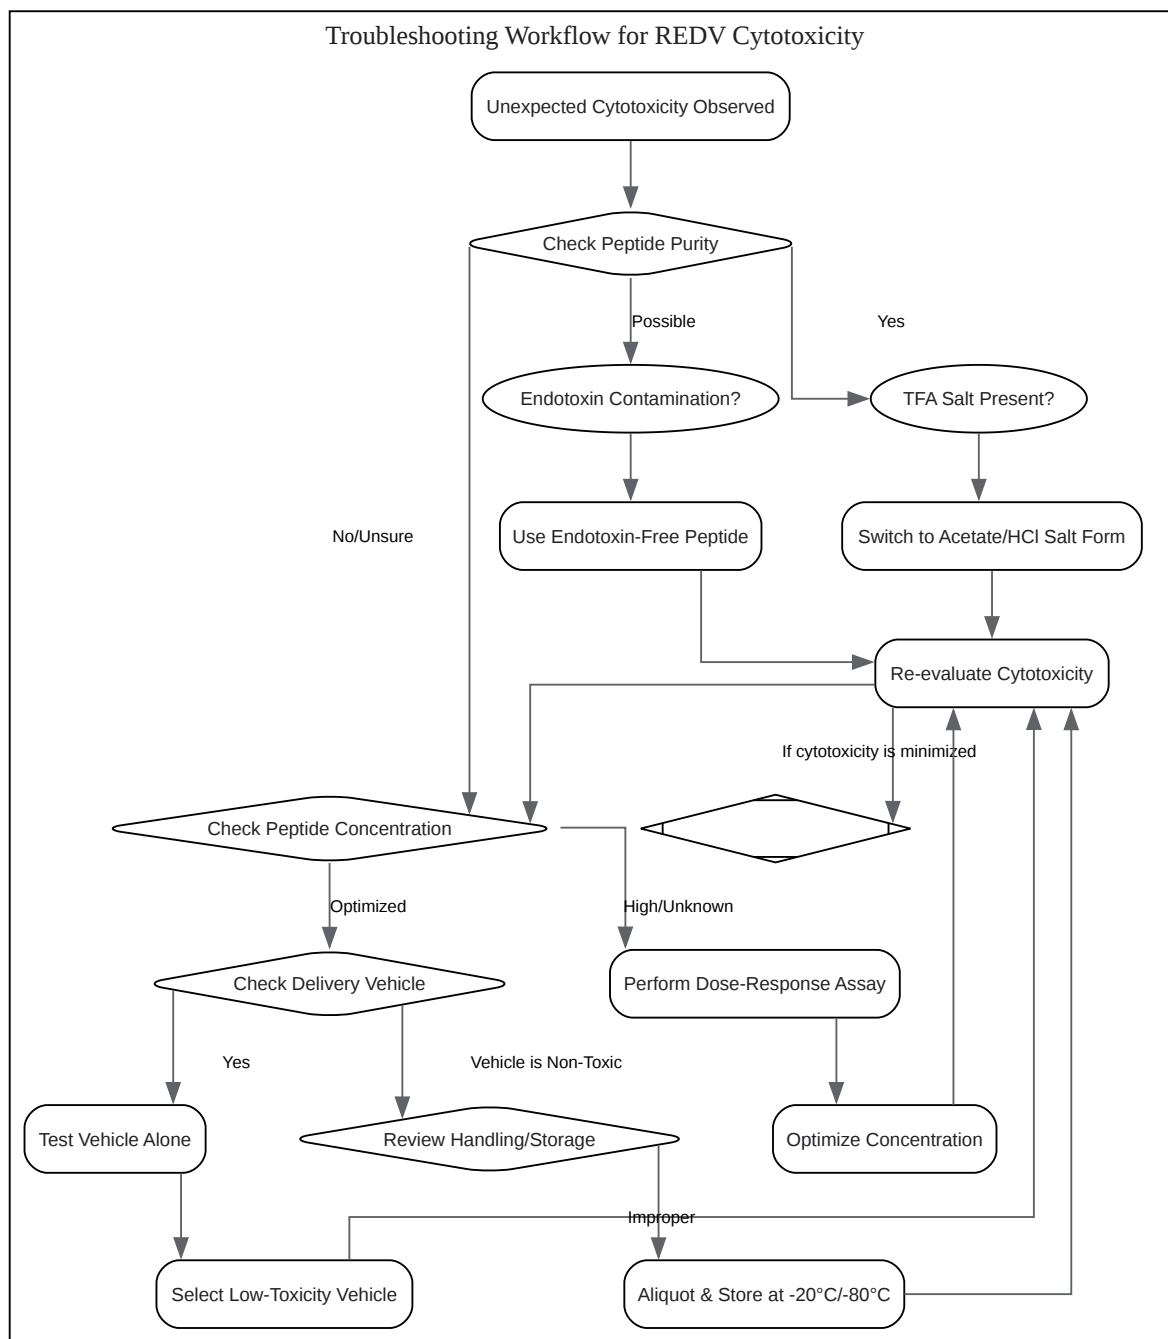 Troubleshooting Workflow for REDV Cytotoxicity
Unexpected Cytotoxicity Observed
Check Peptide Purity
Possible
Yes
Endotoxin Contamination?
TFA Salt Present?
No/Unsure
Use Endotoxin-Free Peptide
Switch to Acetate/HCl Salt Form
Re-evaluate Cytotoxicity
If cytotoxicity is minimized
Check Peptide Concentration
Optimized
High/Unknown
Check Delivery Vehicle
Perform Dose-Response Assay
Yes
Vehicle is Non-Toxic
Test Vehicle Alone
Review Handling/Storage
Optimize Concentration
Improper
Select Low-Toxicity Vehicle
Aliquot & Store at -20°C/-80°C